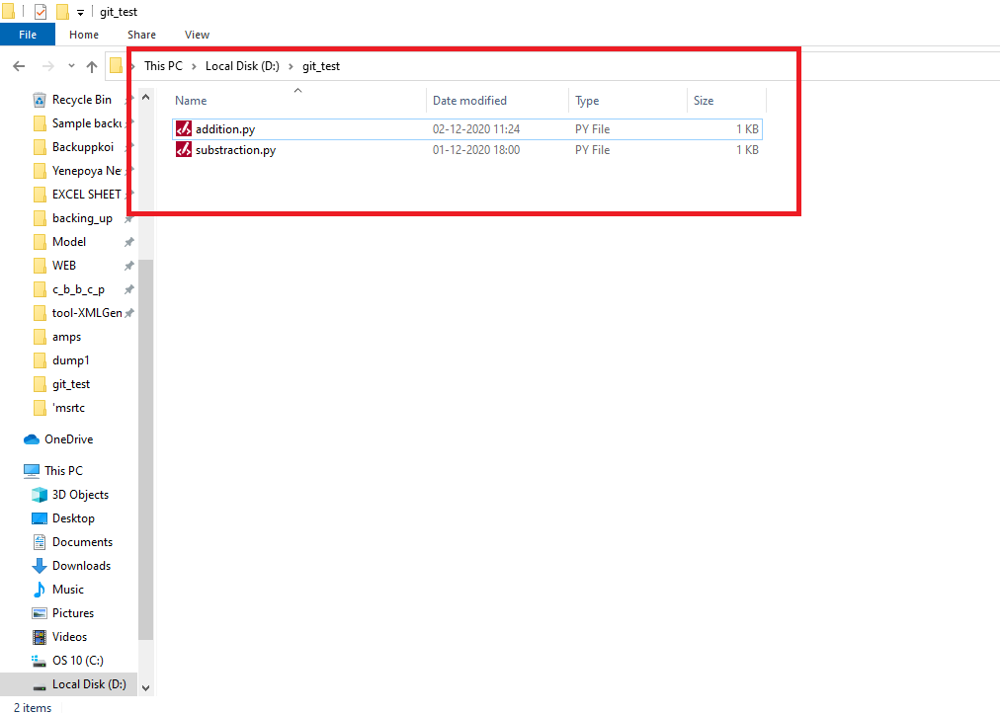 git_test
File Home Share View
This PC > Local Disk (D:) > git_test
Name Date modified Type Size
addition.py 02-12-2020 11:24 PY File 1 KB
substraction.py 01-12-2020 18:00 PY File 1 KB
Recycle Bin
Sample backu
Backuppkoi
Yenepoya Ne
EXCEL SHEET
backing_up
Model
WEB
c_b_b_c_p
tool-XMLGen
amps
dump1
git_test
'msrtc
OneDrive
This PC
3D Objects
Desktop
Documents
Downloads
Music
Pictures
Videos
OS 10 (C:)
Local Disk (D:)
2 items